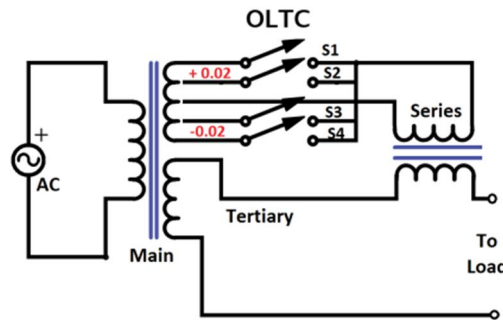 OLTC
S1
+ 0.02
S2
Series
S3
-0.02
S4
+
AC
Tertiary
Main
To
Load